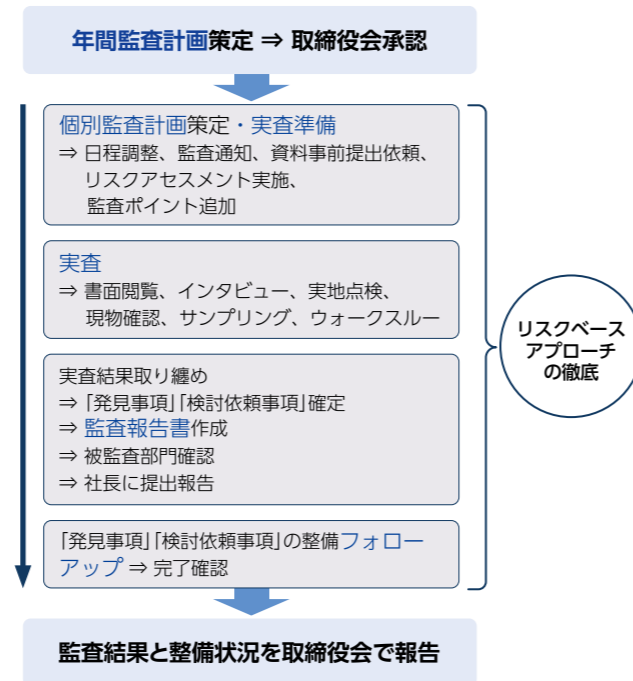 年間監査計画策定 ⇒ 取締役会承認
個別監査計画策定・実査準備
⇒ 日程調整、監査通知、資料事前提出依頼、
リスクアセスメント実施、
監査ポイント追加
実査
⇒ 書面閲覧、インタビュー、実地点検、
現物確認、サンプリング、ウォークスルー
実査結果取り纏め
⇒「発見事項」「検討依頼事項」確定
⇒ 監査報告書作成
⇒ 被監査部門確認
⇒ 社長に提出報告
「発見事項」「検討依頼事項」の整備フォロー
アップ ⇒ 完了確認
リスクベース
アプローチ
の徹底
監査結果と整備状況を取締役会で報告